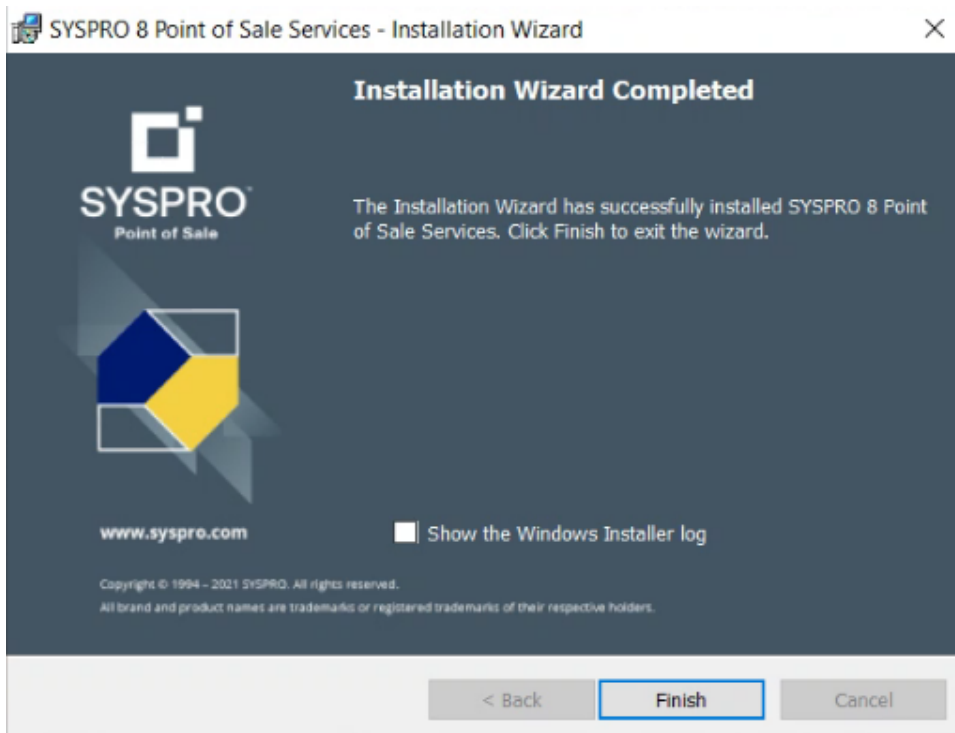 SYSPRO 8 Point of Sale Services - Installation Wizard
Installation Wizard Completed
SYSPRO
Point of Sale
The Installation Wizard has successfully installed SYSPRO 8 Point
of Sale Services. Click Finish to exit the wizard.
www.syspro.com
Show the Windows Installer log
Copyright © 1994 – 2021 SYSPRO. All rights reserved.
All brand and product names are trademarks or registered trademarks of their respective holders.
< Back
Finish
Cancel